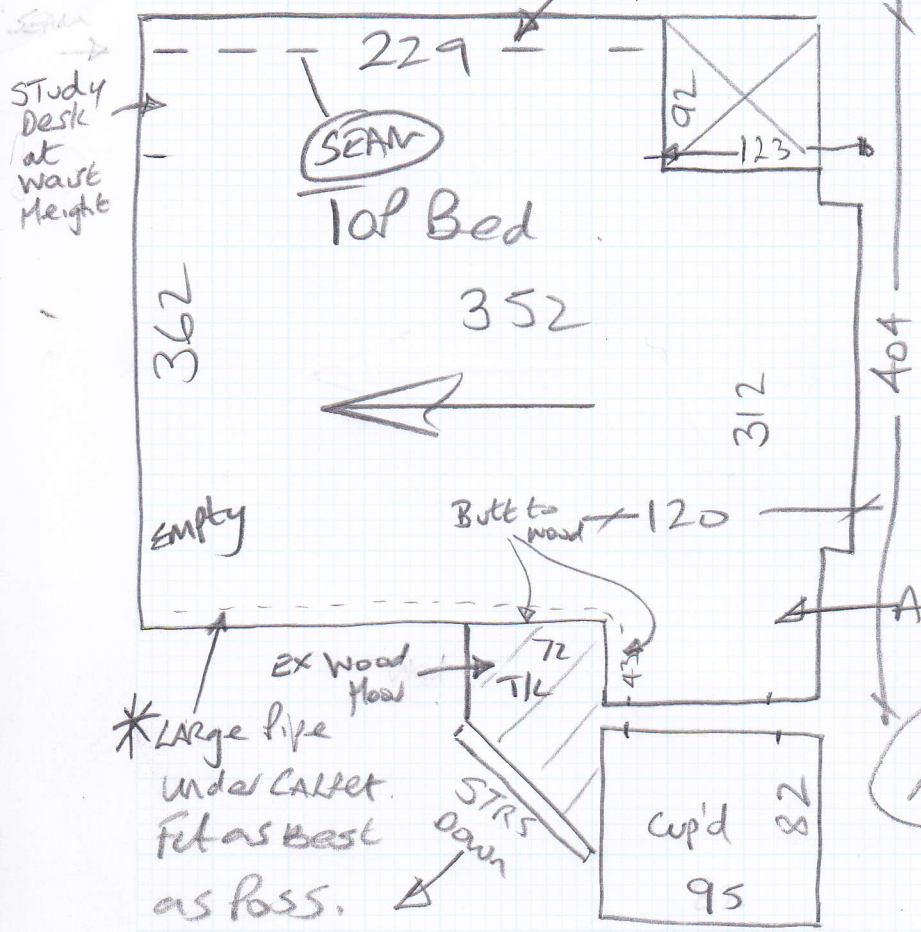 SEAM
229
STudy
Desk
at
waist
Height
SEAM
92
123
Top Bed
362
352
404
312
Empty
Butt to
wood
120
Ex Wood
Floor
72
T/L
43
* LARge Pipe
under CARPET.
Fit as Best
as Poss.
STRS
Down
Cup'd
82
95